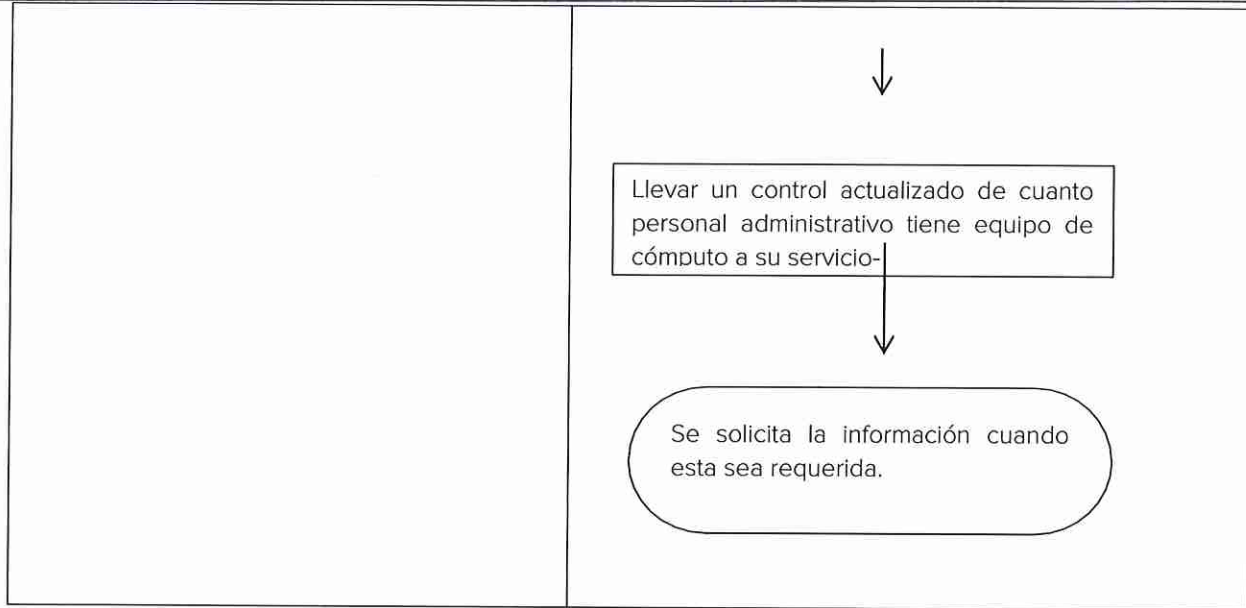 Llevar un control actualizado de cuanto
personal administrativo tiene equipo de
cómputo a su servicio-
Se solicita la información cuando
esta sea requerida.